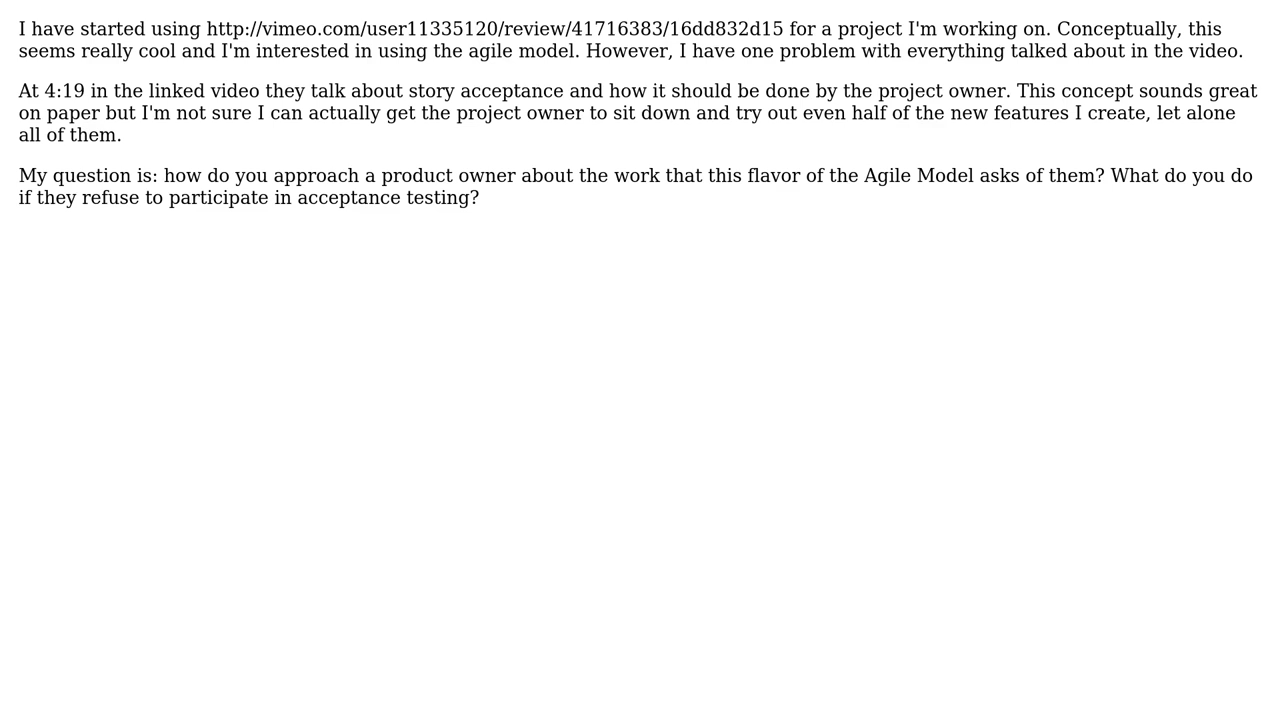 I have started using http://vimeo.com/user11335120/review/41716383/16dd832d15 for a project I'm working on. Conceptually, this
seems really cool and I'm interested in using the agile model. However, I have one problem with everything talked about in the video.
At 4:19 in the linked video they talk about story acceptance and how it should be done by the project owner. This concept sounds great
on paper but I'm not sure I can actually get the project owner to sit down and try out even half of the new features I create, let alone
all of them.
My question is: how do you approach a product owner about the work that this flavor of the Agile Model asks of them? What do you do
if they refuse to participate in acceptance testing?